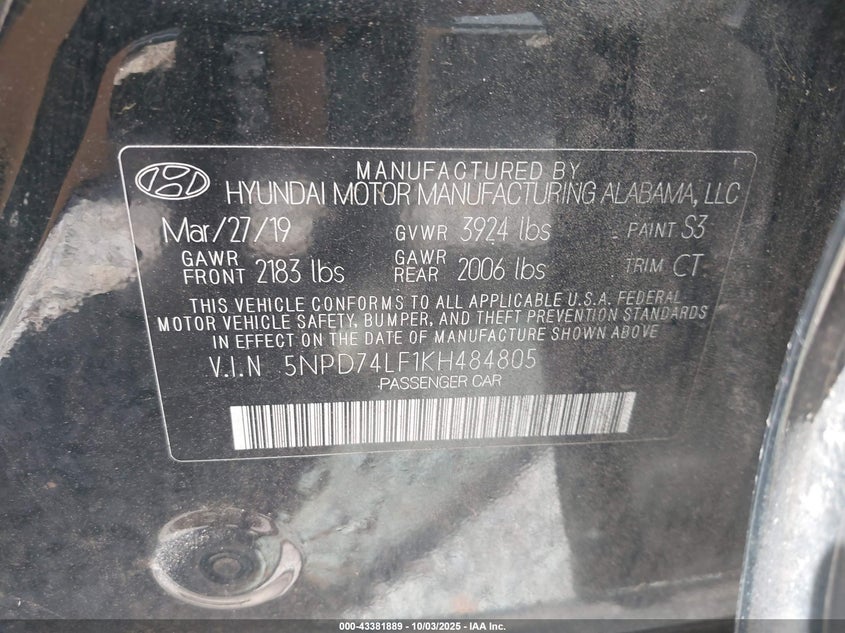 MANUFACTURED BY
HYUNDAI MOTOR MANUFACTURING ALABAMA, LLC
Mar/27/19 GVWR 3924 lbs PAINT S3
GAWR FRONT 2183 lbs GAWR REAR 2006 lbs TRIM CT
THIS VEHICLE CONFORMS TO ALL APPLICABLE U.S.A. FEDERAL
MOTOR VEHICLE SAFETY, BUMPER, AND THEFT PREVENTION STANDARDS
IN EFFECT ON THE DATE OF MANUFACTURE SHOWN ABOVE.
V.I.N 5NPD74LF1KH484805
PASSENGER CAR
000-43381889 - 10/03/2025 - IAA Inc.